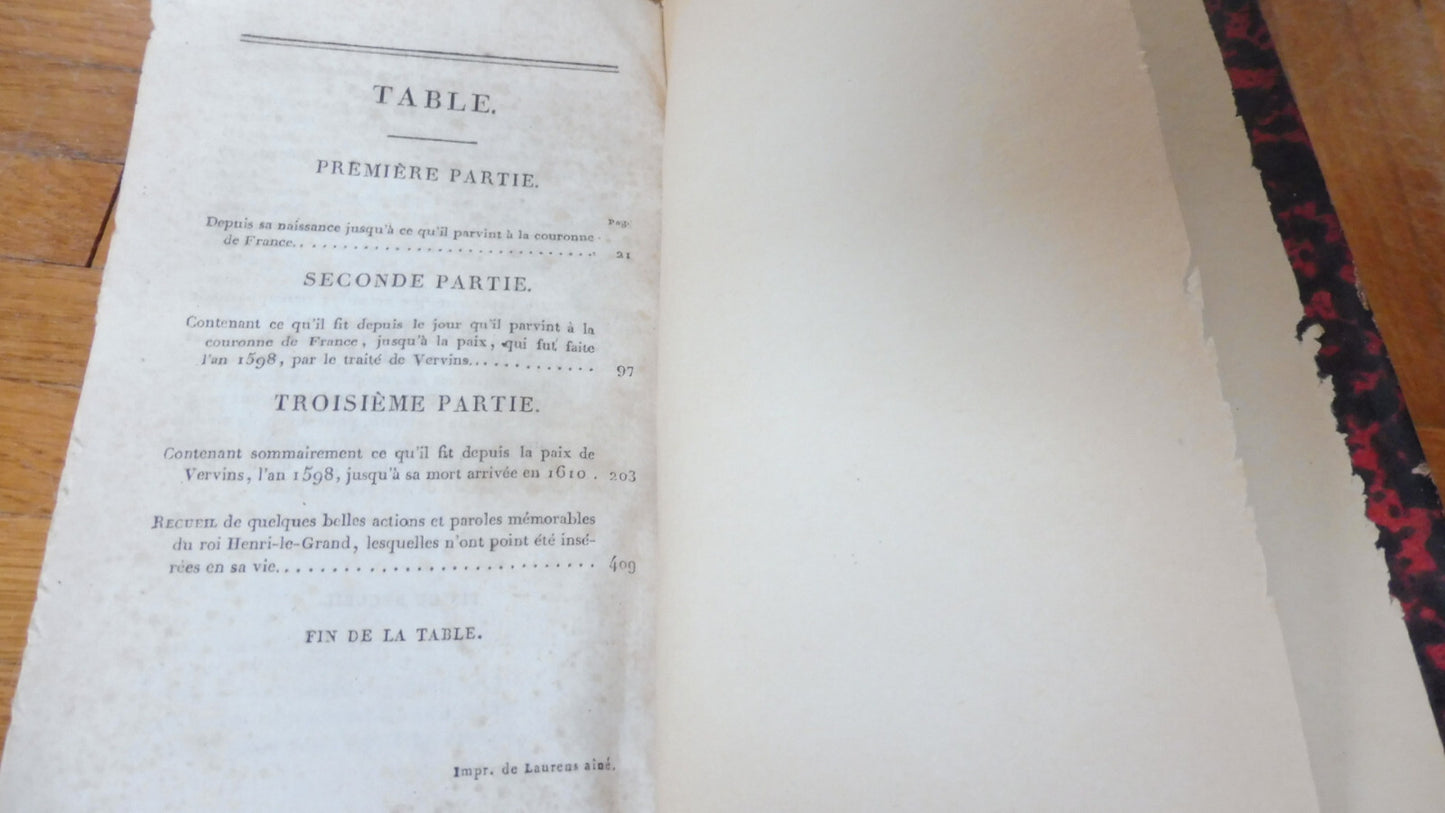 TABLE.
PREMIÈRE PARTIE.
Pag.
Depuis sa naissance jusqu'à ce qu'il parvint à la couronne
de France. . . . . . . . . . . . . . . . . . . . . . . . . . . 21
SECONDE PARTIE.
Contenant ce qu'il fit depuis le jour qu'il parvint à la
couronne de France, jusqu'à la paix, qui fut faite
l'an 1598, par le traité de Vervins. . . . . . . . . . . . . 97
TROISIÈME PARTIE.
Contenant sommairement ce qu'il fit depuis la paix de
Vervins, l'an 1598, jusqu'à sa mort arrivée en 1610 . 203
RECUEIL de quelques belles actions et paroles mémorables
du roi Henri-le-Grand, lesquelles n'ont point été insé-
rées en sa vie. . . . . . . . . . . . . . . . . . . . . . . . . . . . 409
FIN DE LA TABLE.
Impr. de Laurens aîné.